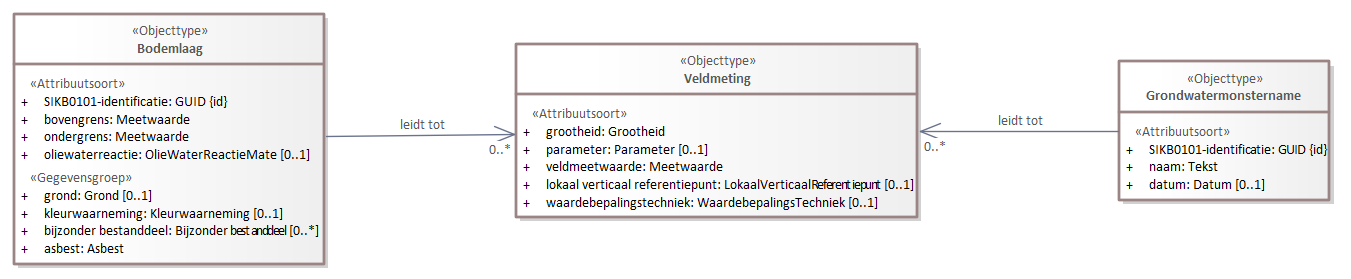 «Objecttype»
Bodemlaag
«Attribuutsoort»
+ SIKB0101-identificatie: GUID {id}
+ bovengrens: Meetwaarde
+ ondergrens: Meetwaarde
+ oliewaterreactie: OlieWaterReactieMate [0..1]
«Gegevensgroep»
+ grond: Grond [0..1]
+ kleurwaarneming: Kleurwaarneming [0..1]
+ bijzonder bestanddeel: Bijzonder bestanddeel [0..*]
+ asbest: Asbest
leidt tot
0..*
«Objecttype»
Veldmeting
«Attribuutsoort»
+ grootheid: Grootheid
+ parameter: Parameter [0..1]
+ veldmeetwaarde: Meetwaarde
+ lokaal verticaal referentiepunt: LokaalVerticaalReferentiepunt [0..1]
+ waardebepalingstechniek: WaardebepalingsTechniek [0..1]
leidt tot
0..*
«Objecttype»
Grondwatermonstername
«Attribuutsoort»
+ SIKB0101-identificatie: GUID {id}
+ naam: Tekst
+ datum: Datum [0..1]